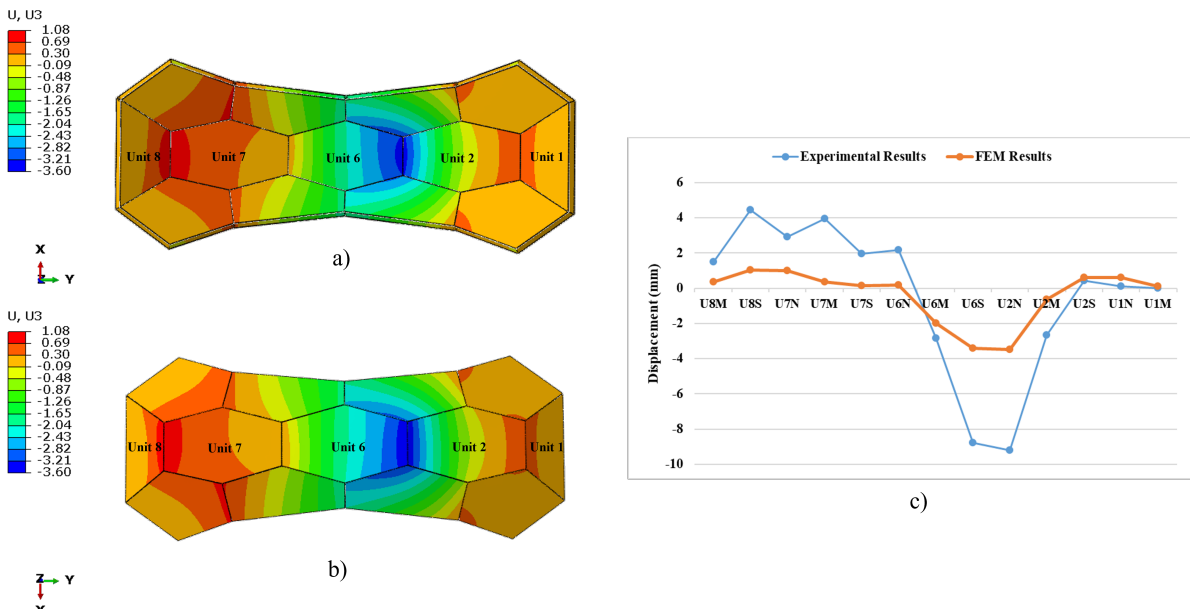 U, U3
1.08
0.69
0.30
-0.09
-0.48
-0.87
-1.26
-1.65
-2.04
-2.43
-2.82
-3.21
-3.60
Unit 8 Unit 7 Unit 6 Unit 2 Unit 1
X
Z Y
a)
U, U3
1.08
0.69
0.30
-0.09
-0.48
-0.87
-1.26
-1.65
-2.04
-2.43
-2.82
-3.21
-3.60
Unit 8 Unit 7 Unit 6 Unit 2 Unit 1
Z Y
X
b)
Experimental Results FEM Results
Displacement (mm)
6
4
2
0
-2
-4
-6
-8
-10
U8M U8S U7N U7M U7S U6N U6M U6S U2N U2M U2S U1N U1M
c)